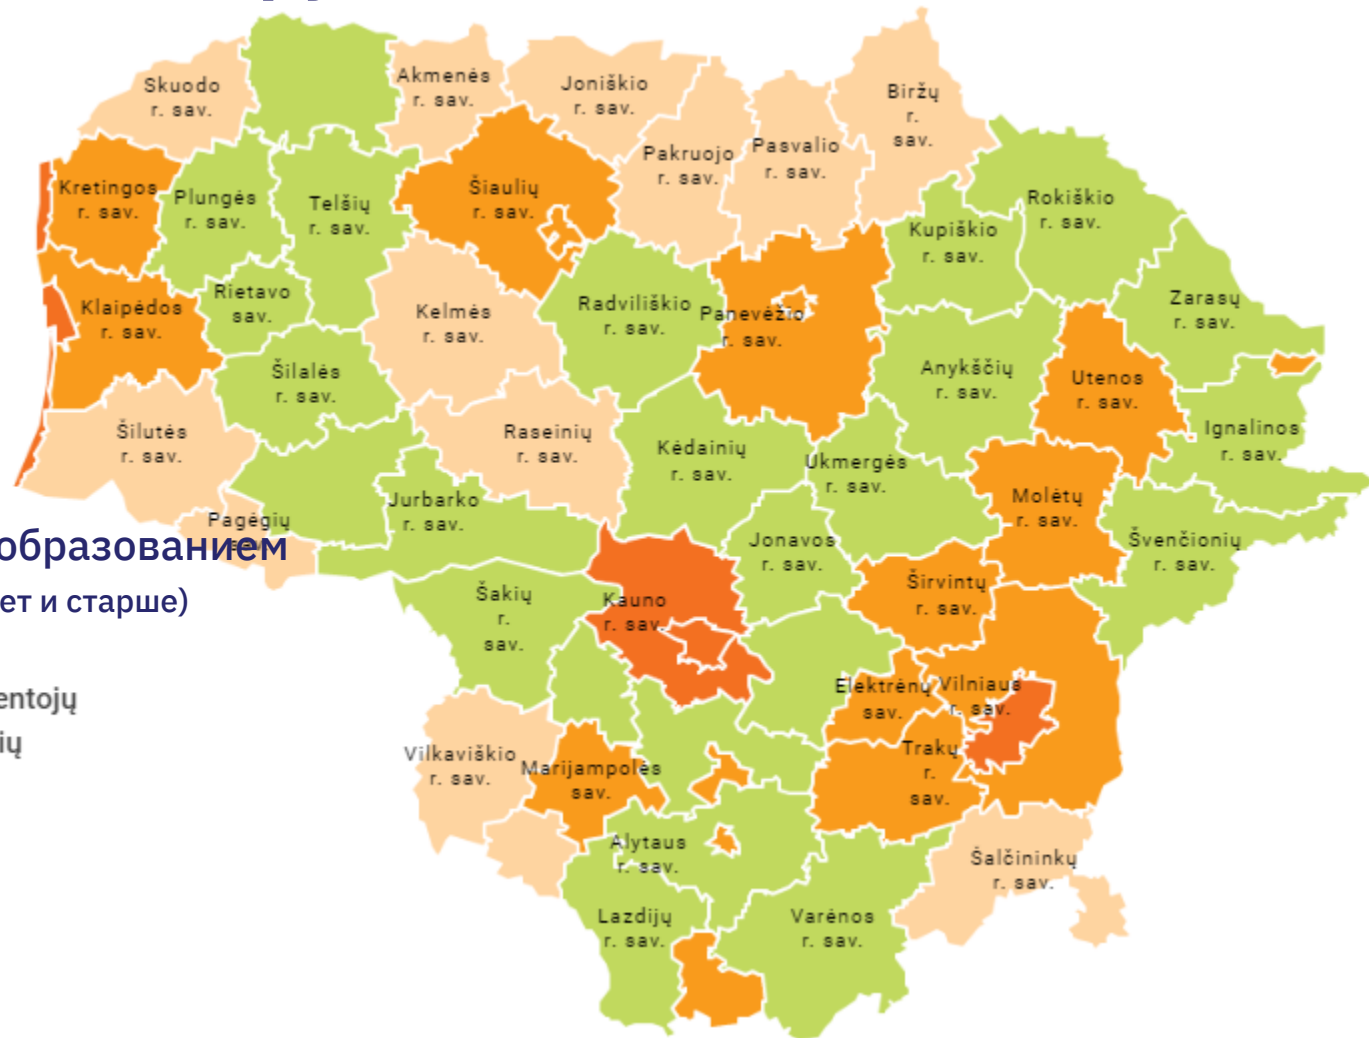 Skuodo
r. sav.
Akmenės
r. sav.
Joniškio
r. sav.
Biržų
r.
sav.
Pakruojo
r. sav.
Pasvalio
r. sav.
Kretingos
r. sav.
Plungės
r. sav.
Telšių
r. sav.
Šiaulių
r. sav.
Rokiškio
r. sav.
Kupiškio
r. sav.
Rietavo
sav.
Klaipėdos
r. sav.
Kelmės
r. sav.
Radviliškio
r. sav.
Panevėžio
r. sav.
Zarasų
r. sav.
Šilalės
r. sav.
Anykščių
r. sav.
Utenos
r. sav.
Šilutės
r. sav.
Raseinių
r. sav.
Kėdainių
r. sav.
Ukmergės
r. sav.
Ignalinos
r. sav.
Jurbarko
r. sav.
Molėtų
r. sav.
Pagėgių
sav.
образованием
ет и старше)
Jonavos
r. sav.
Švenčionių
r. sav.
Šakių
r.
sav.
Kauno
r. sav.
Širvintų
r. sav.
entojų
ių
Elektrėnų
sav.
Vilniaus
r. sav.
Vilkaviškio
r. sav.
Marijampolės
sav.
Trakų
r.
sav.
Alytaus
r. sav.
Šalčininkų
r. sav.
Lazdijų
r. sav.
Varėnos
r. sav.